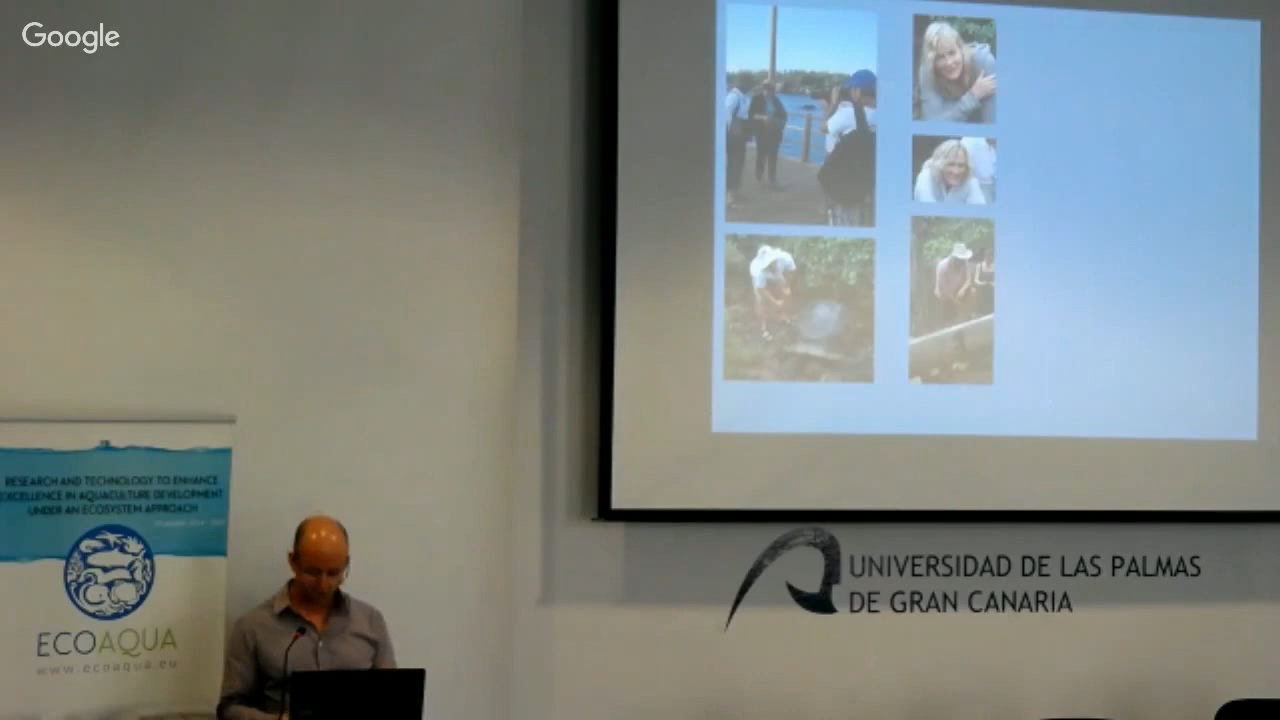 Google
RESEARCH AND TECHNOLOGY TO ENHANCE
EXCELLENCE IN AQUACULTURE DEVELOPMENT
UNDER AN ECOSYSTEM APPROACH
ECOAQUA
www.ecoaqua.eu
UNIVERSIDAD DE LAS PALMAS
DE GRAN CANARIA